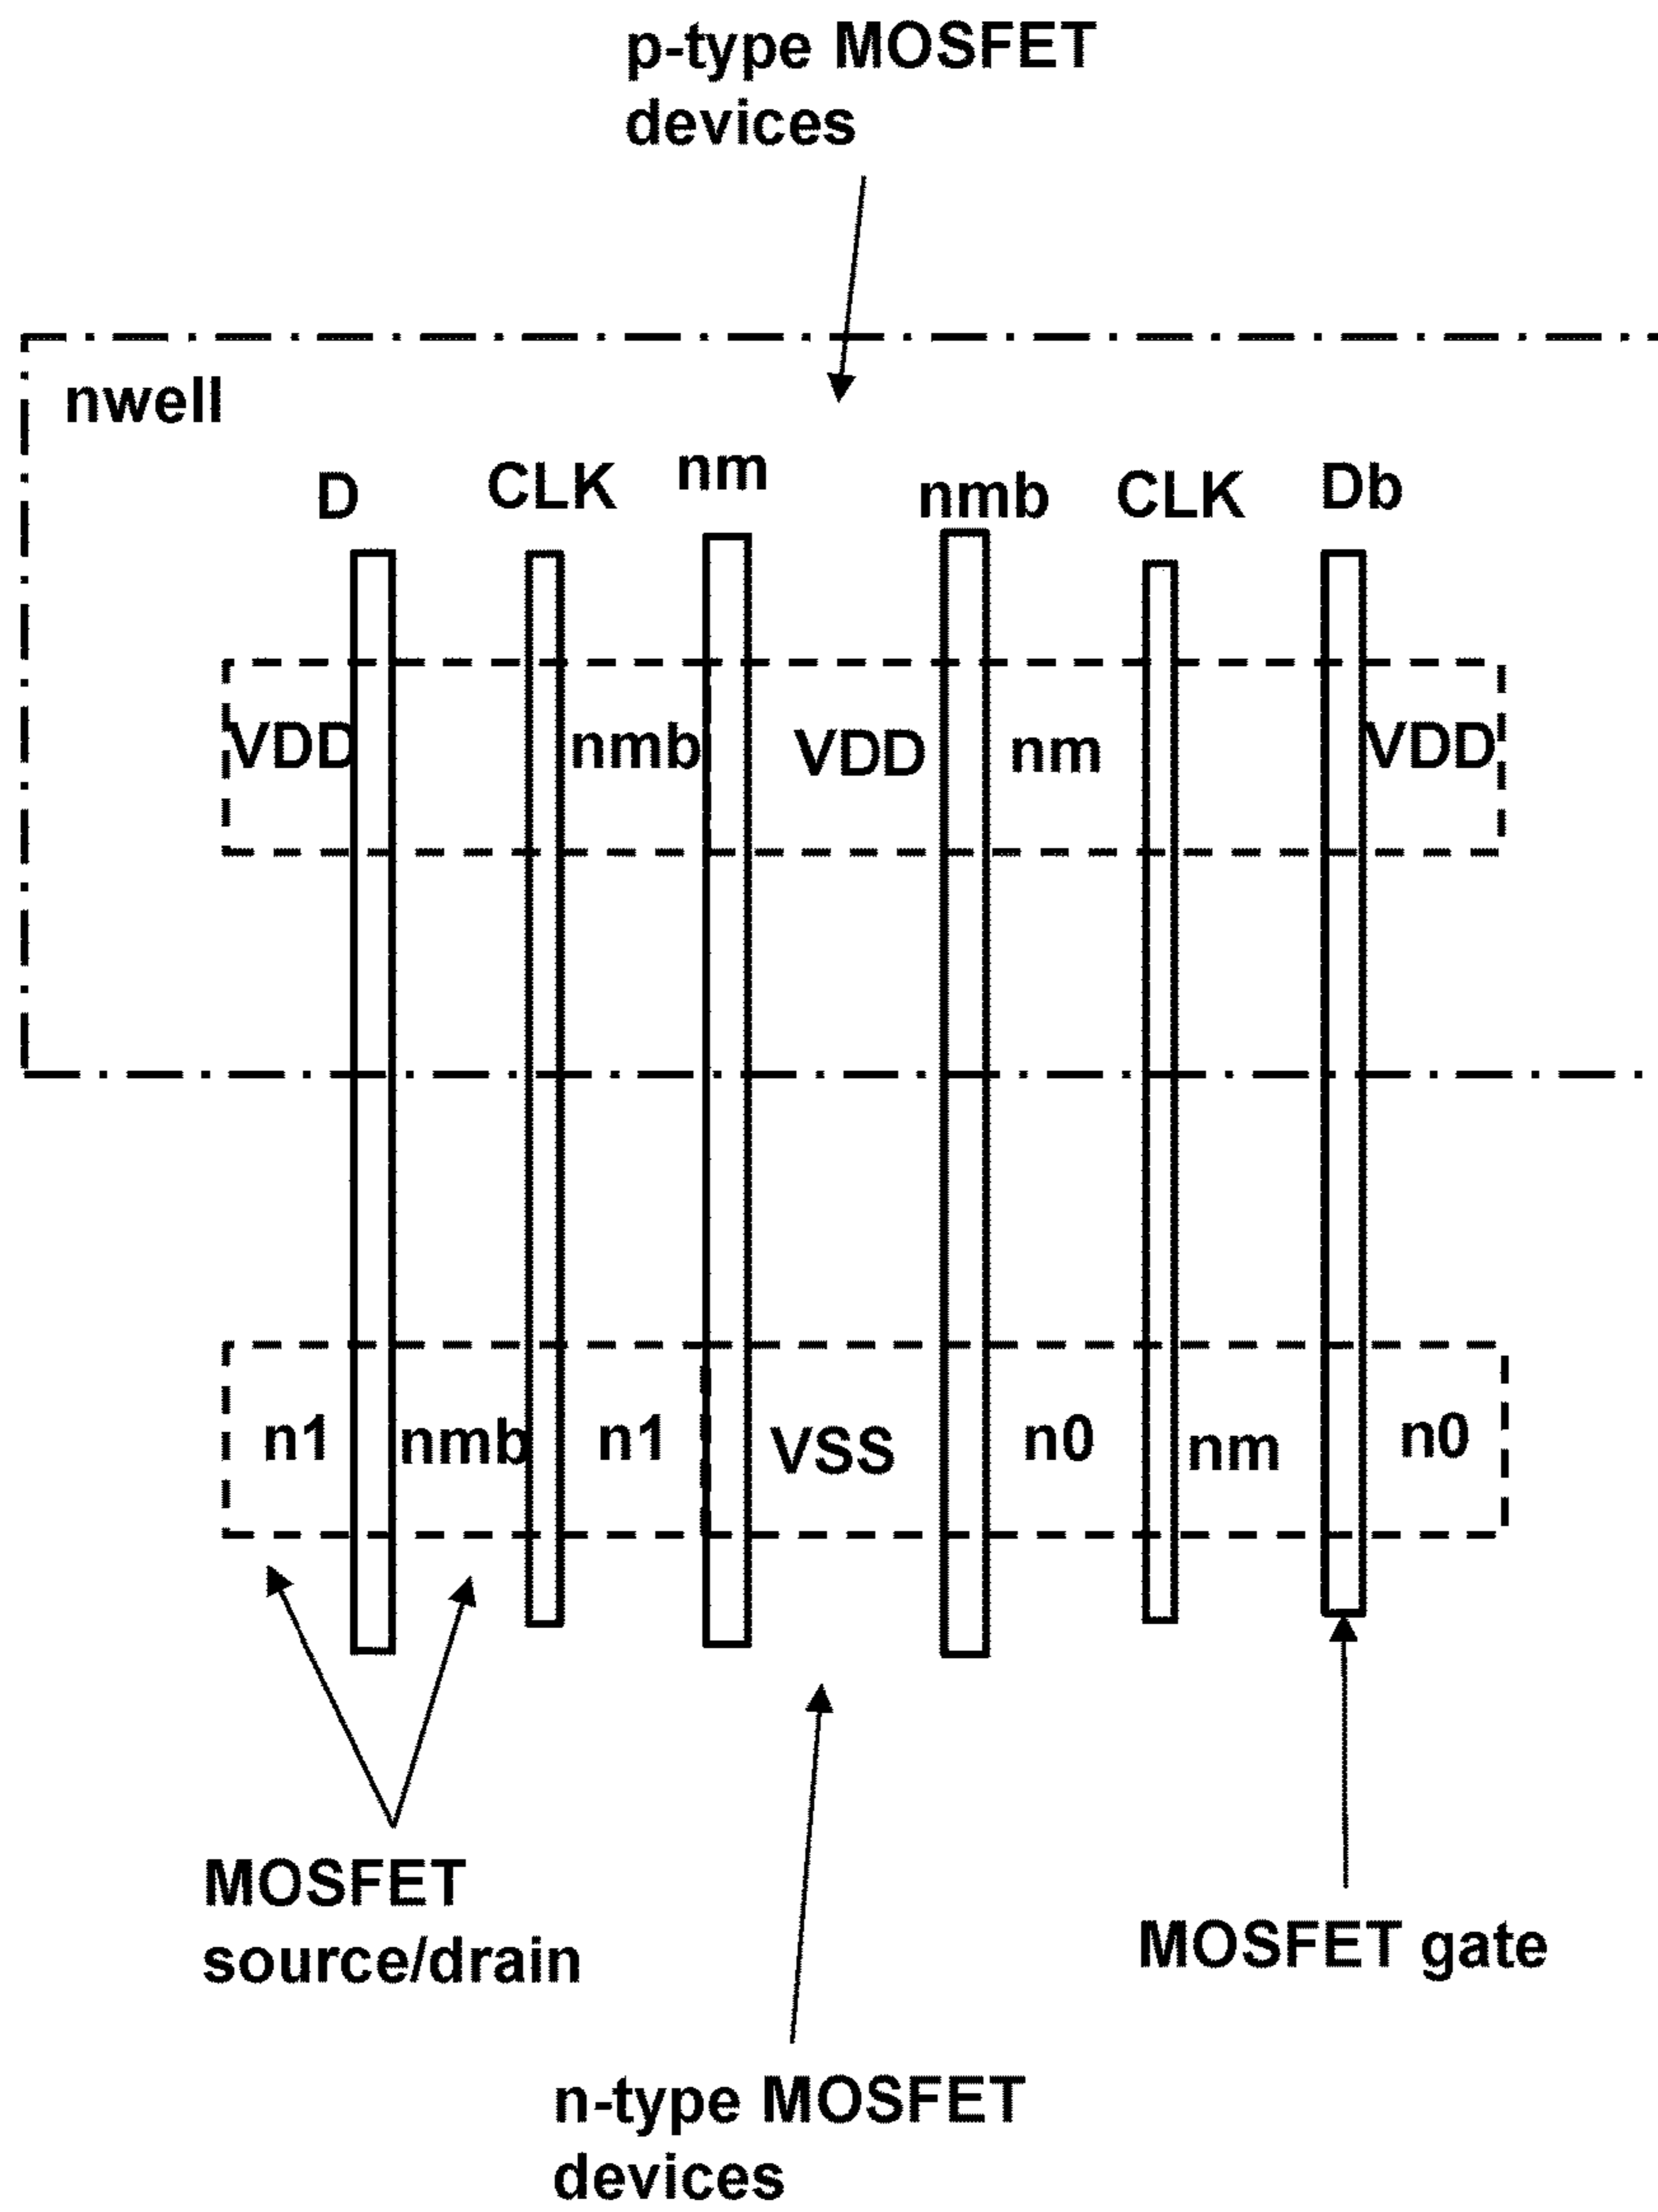 p-type MOSFET
devices
nwell
D
CLK
nm
nmb
CLK
Db
VDD
nmb
VDD
nm
VDD
n1
nmb
n1
VSS
n0
nm
n0
MOSFET
source/drain
MOSFET gate
n-type MOSFET
devices